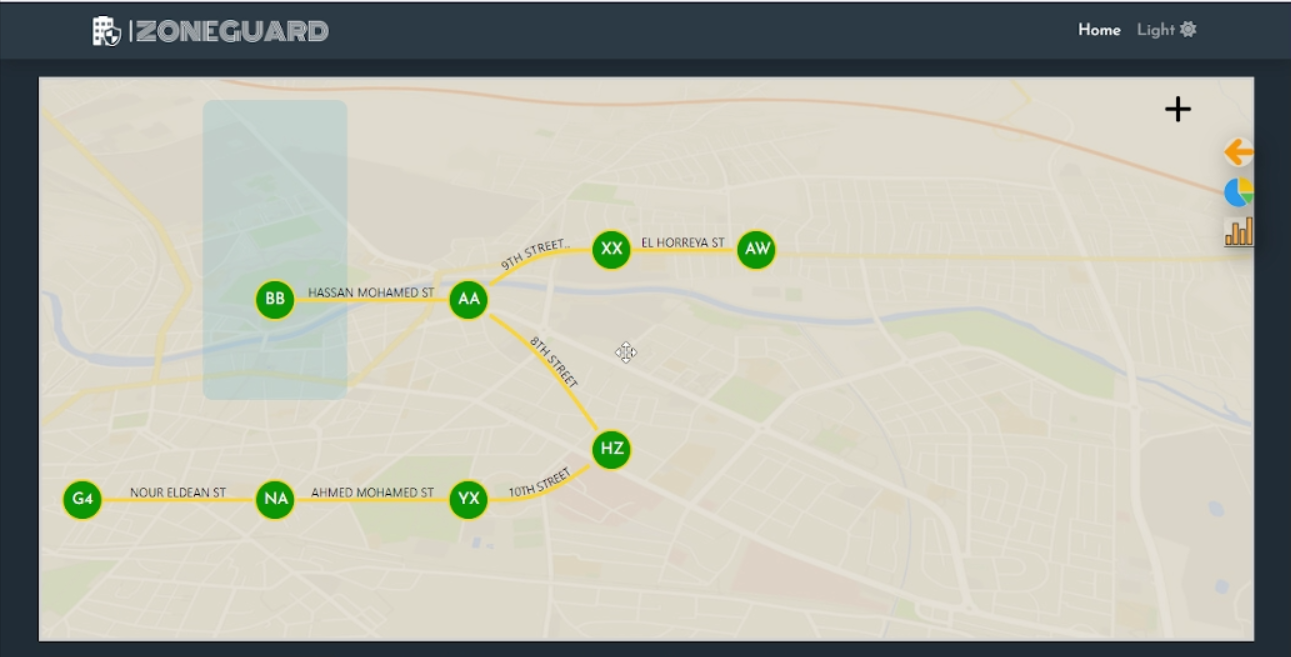 ZONEGUARD
Home Light
9TH STREET..
XX
EL HORREYA ST
AW
BB
HASSAN MOHAMED ST
AA
8TH STREET
HZ
G4
NOUR ELDEAN ST
NA
AHMED MOHAMED ST
YX
10TH STREET